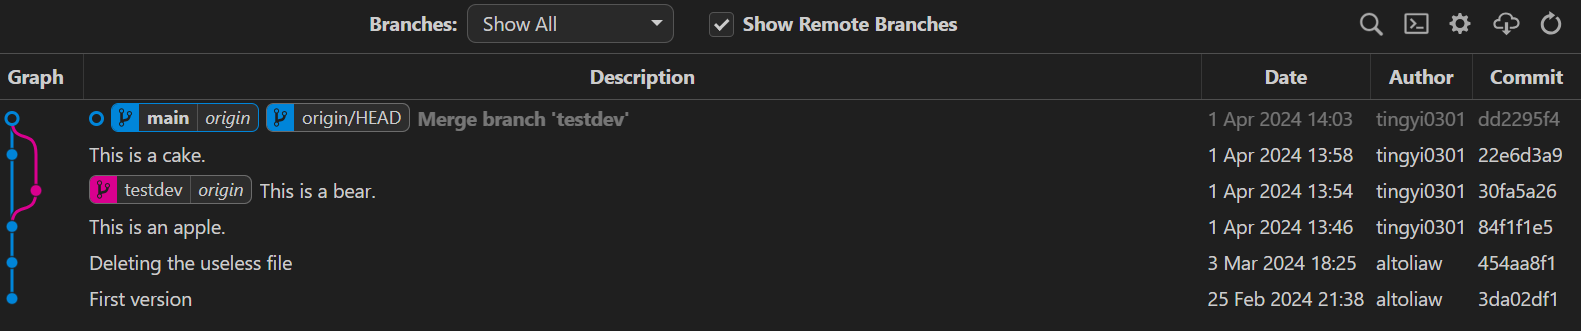 Branches: Show All Show Remote Branches
Graph Description Date Author Commit
main origin origin/HEAD Merge branch 'testdev' 1 Apr 2024 14:03 tingyi0301 dd2295f4
This is a cake. 1 Apr 2024 13:58 tingyi0301 22e6d3a9
testdev origin This is a bear. 1 Apr 2024 13:54 tingyi0301 30fa5a26
This is an apple. 1 Apr 2024 13:46 tingyi0301 84f1f1e5
Deleting the useless file 3 Mar 2024 18:25 altoliaw 454aa8f1
First version 25 Feb 2024 21:38 altoliaw 3da02df1